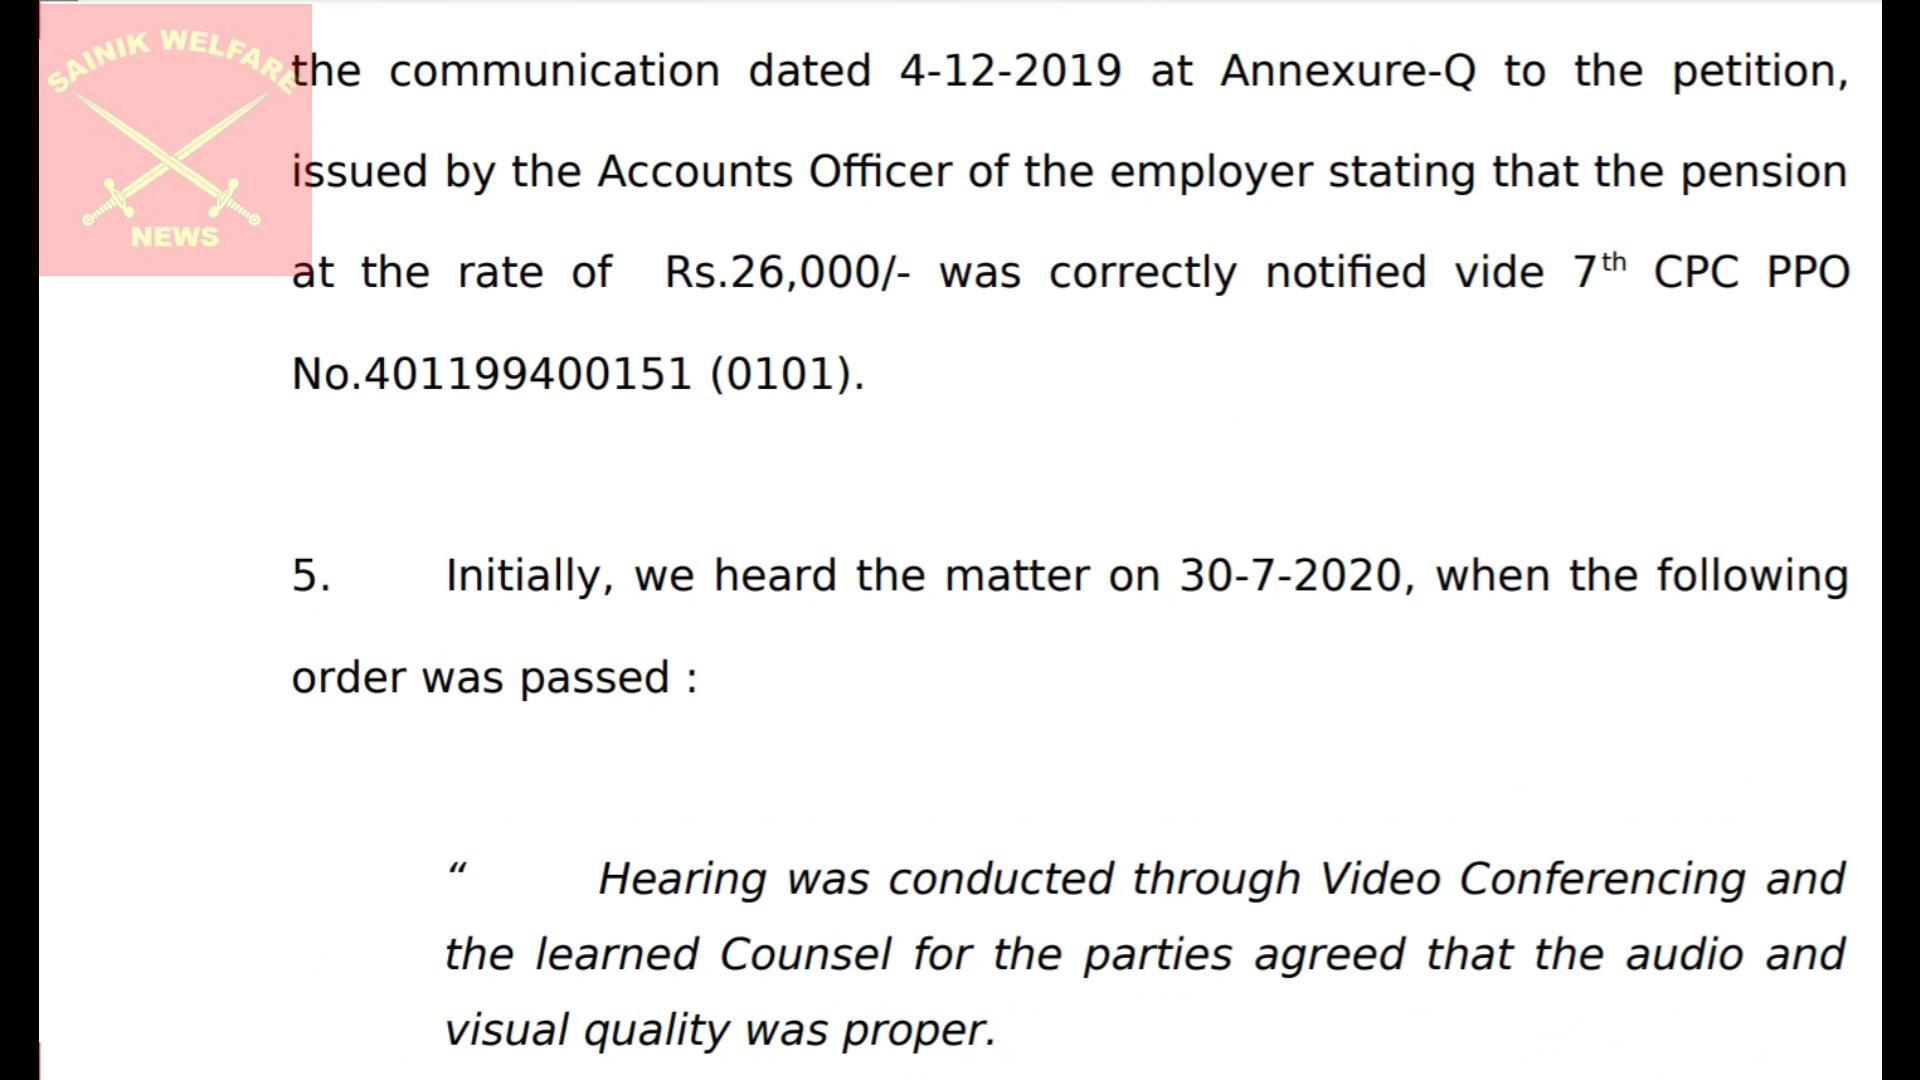 SAINIK WELFARE
NEWS
the communication dated 4-12-2019 at Annexure-Q to the petition,
issued by the Accounts Officer of the employer stating that the pension
at the rate of Rs.26,000/- was correctly notified vide 7th CPC PPO
No.401199400151 (0101).
5. Initially, we heard the matter on 30-7-2020, when the following
order was passed :
“ Hearing was conducted through Video Conferencing and
the learned Counsel for the parties agreed that the audio and
visual quality was proper.